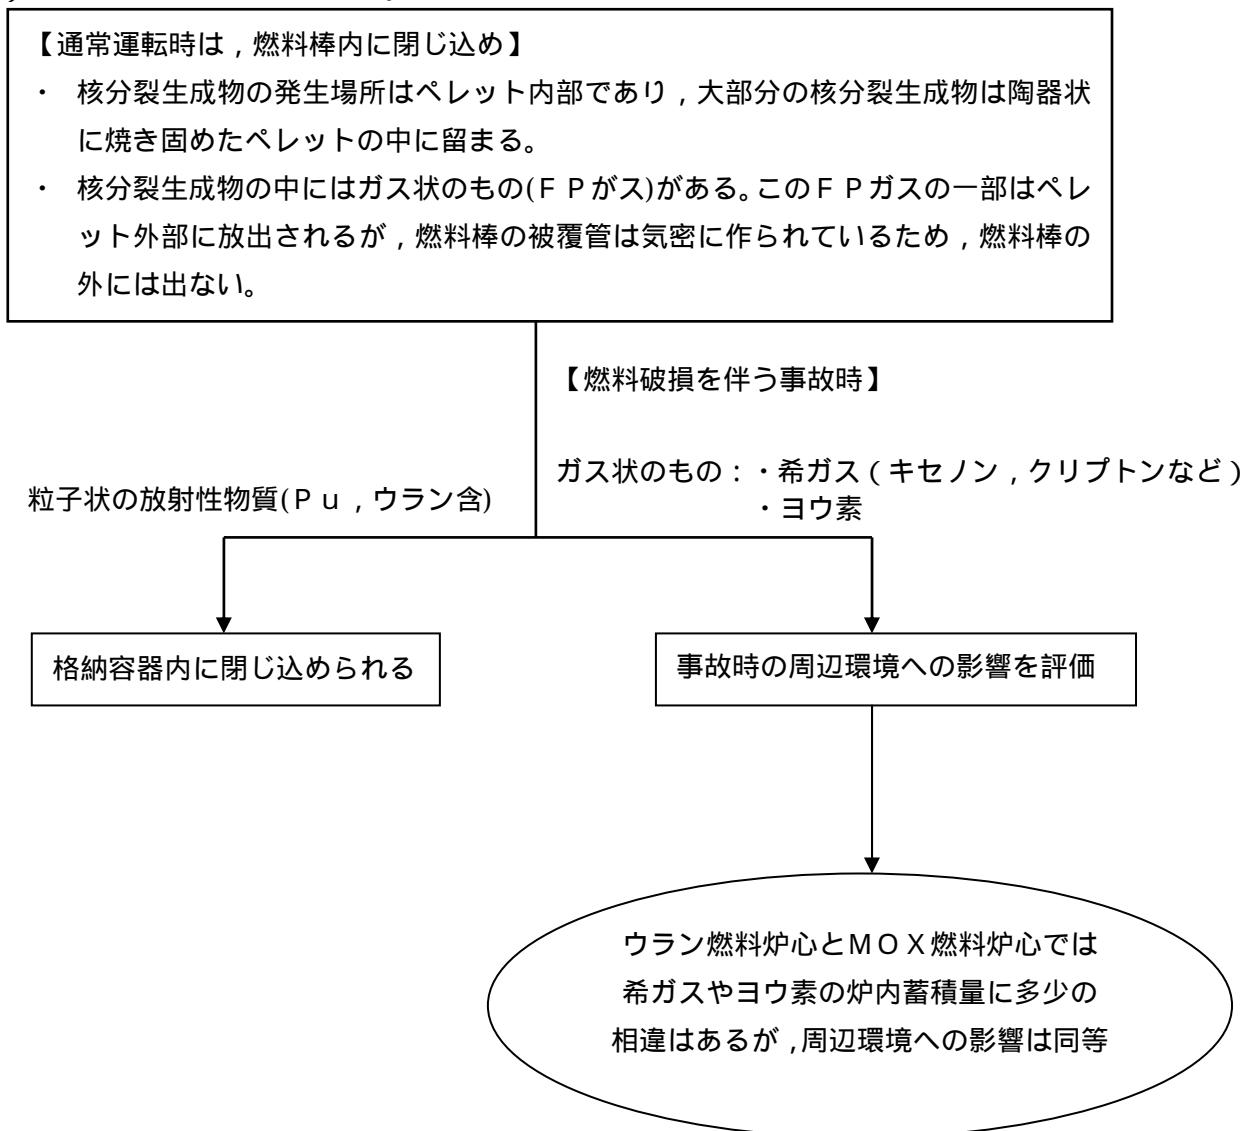 【通常運転時は，燃料棒内に閉じ込め】
・ 核分裂生成物の発生場所はペレット内部であり，大部分の核分裂生成物は陶器状
に焼き固めたペレットの中に留まる。
・ 核分裂生成物の中にはガス状のもの(ＦＰがス)がある。このＦＰガスの一部はペレ
ット外部に放出されるが，燃料棒の被覆管は気密に作られているため，燃料棒の
外には出ない。
【燃料破損を伴う事故時】
ガス状のもの：・希ガス（キセノン，クリプトンなど）
・ヨウ素
粒子状の放射性物質(Ｐｕ，ウラン含)
格納容器内に閉じ込められる
事故時の周辺環境への影響を評価
ウラン燃料炉心とＭＯＸ燃料炉心では
希ガスやヨウ素の炉内蓄積量に多少の
相違はあるが，周辺環境への影響は同等